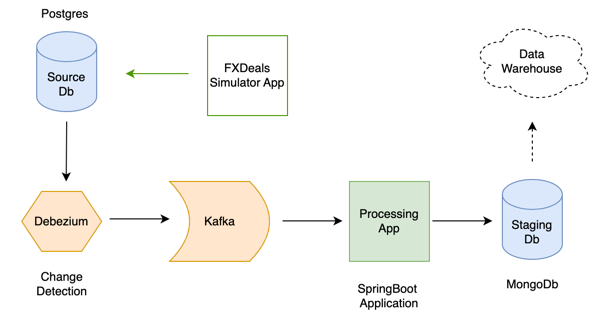 Postgres
Source
Db
FXDeals
Simulator App
Data
Warehouse
Debezium
Kafka
Processing
App
Staging
Db
Change
Detection
SpringBoot
Application
MongoDb